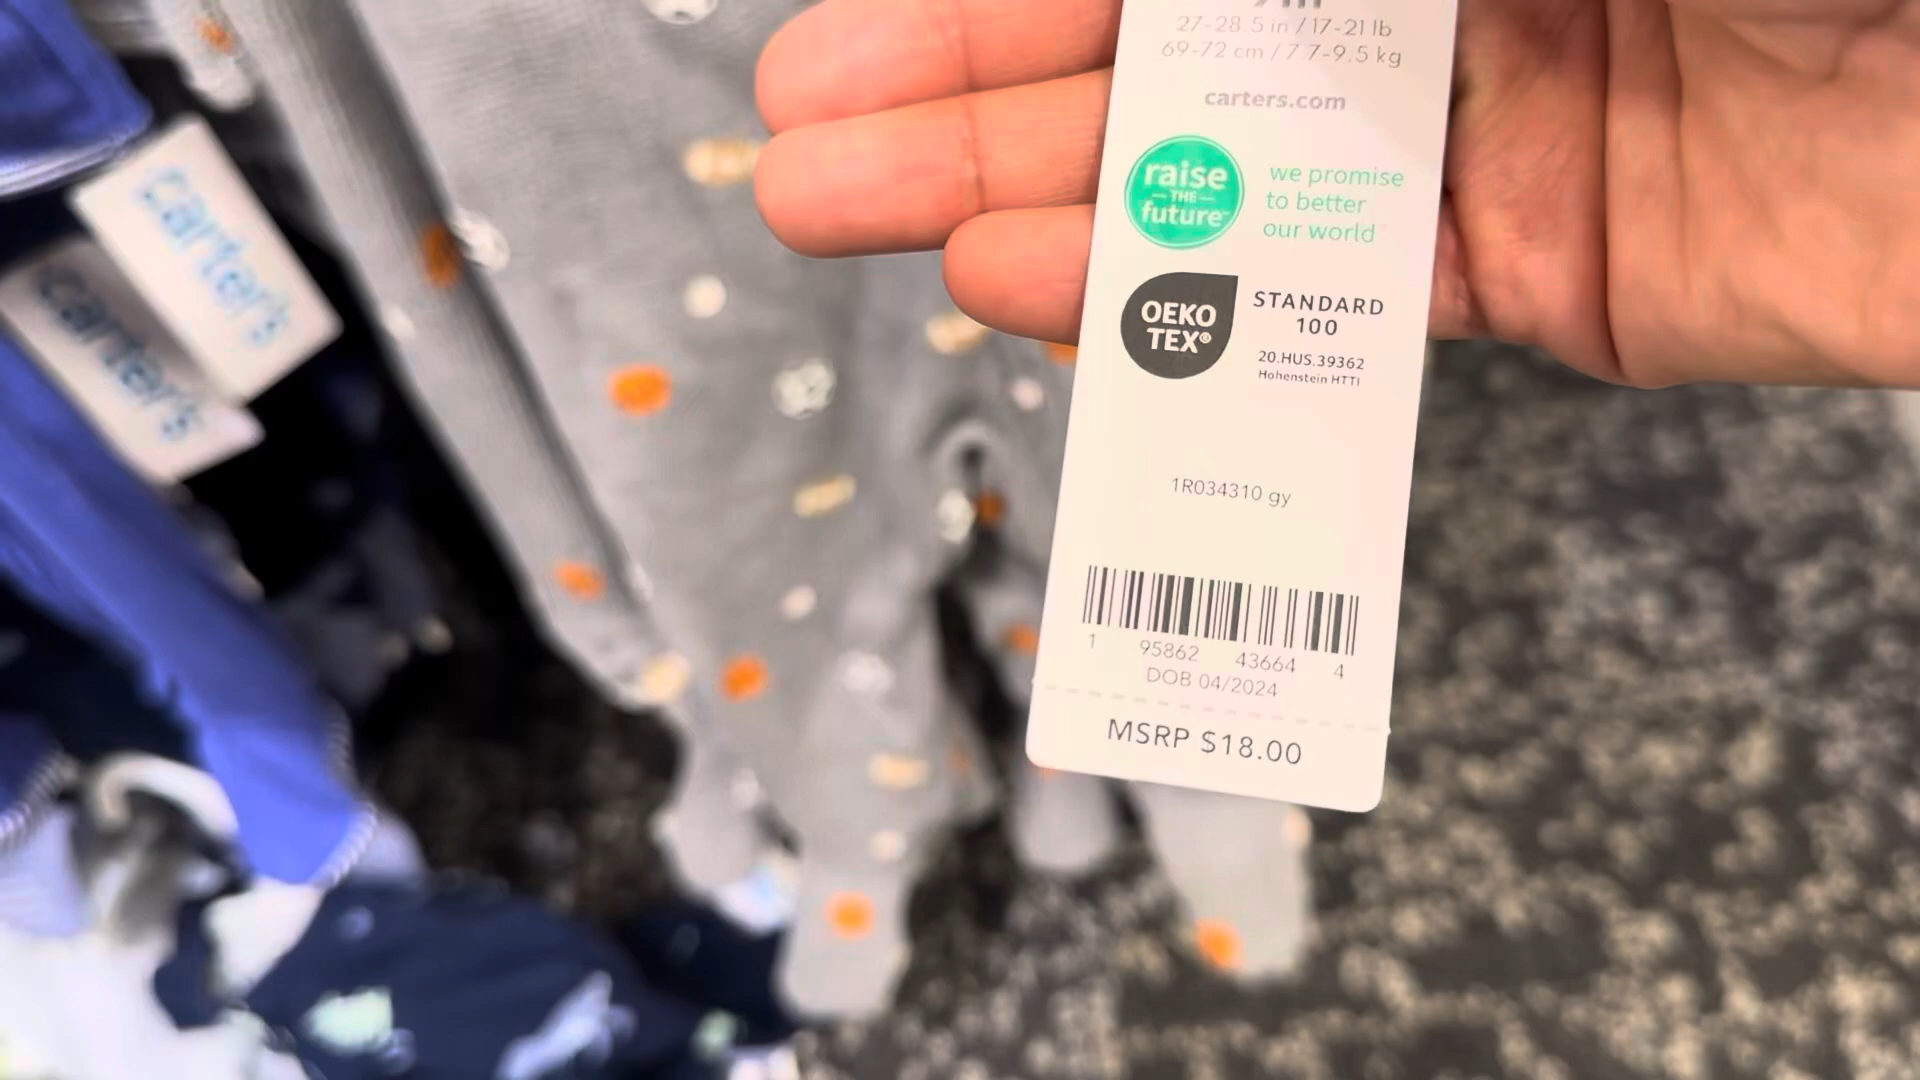 27-28.5 in / 17-21 lb
69-72 cm / 7.7-9.5 kg
carters.com
raise
THE
future
we promise
to better
our world
OEKO
TEX®
STANDARD
100
20.HUS.39362
Hohenstein HTTI
1R034310 gy
1 95862 43664 4
DOB 04/2024
MSRP $18.00
carter's
carter's